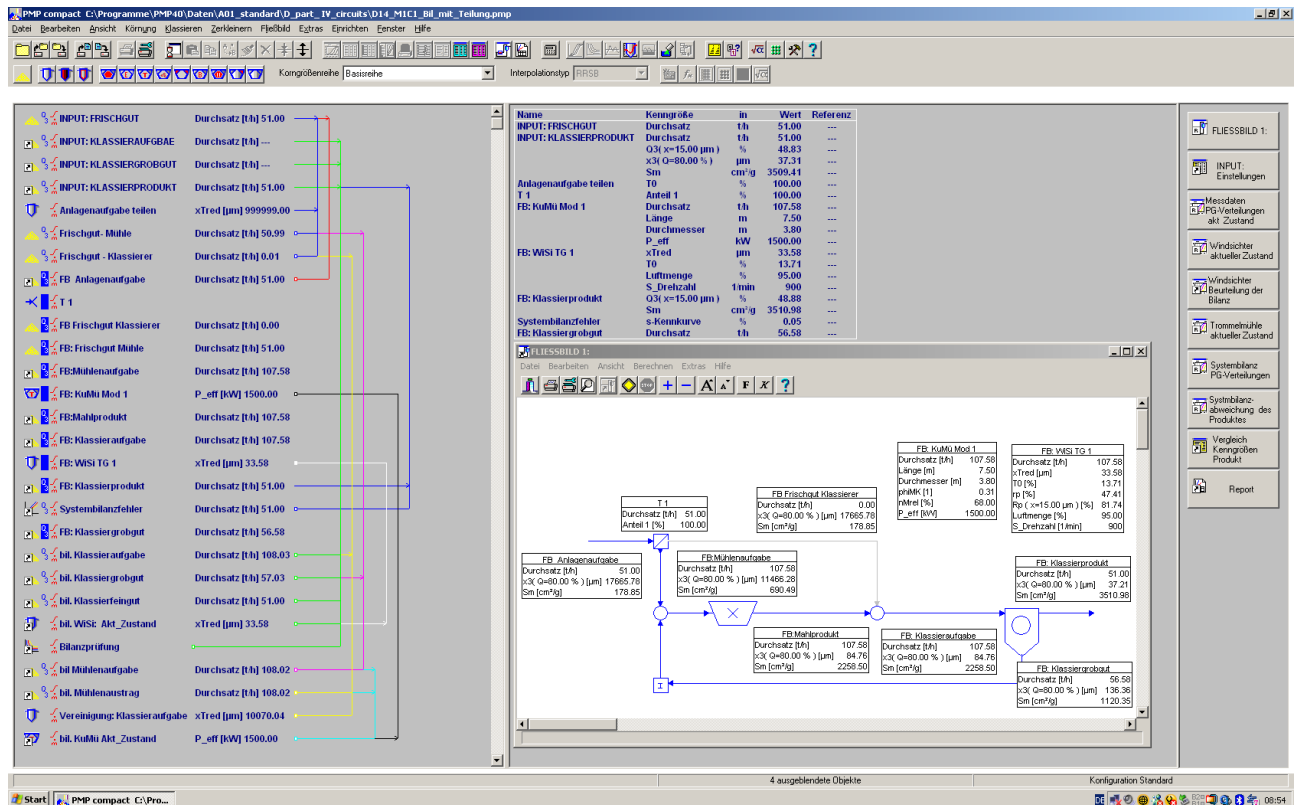 PMP compact C:\Programme\PMP40\Daten\A01_standard\D_part_ IV_circuits\D14_M1C1_Bil_mit_Teilung.pmp
Datei Bearbeiten Ansicht Körnung Klassieren Zerkleinern Fließbild Extras Einrichten Fenster Hilfe
Korngrößenreihe Basisreihe Interpolationstyp RRSB
INPUT: FRISCHGUT Durchsatz [t/h] 51.00
INPUT: KLASSIERAUFGBAE Durchsatz [t/h] ---
INPUT: KLASSIERGROBGUT Durchsatz [t/h] ---
INPUT: KLASSIERPRODUKT Durchsatz [t/h] 51.00
Anlagenaufgabe teilen xTred [µm] 999999.00
Frischgut- Mühle Durchsatz [t/h] 50.99
Frischgut - Klassierer Durchsatz [t/h] 0.01
FB Anlagenaufgabe Durchsatz [t/h] 51.00
T 1
FB Frischgut Klassierer Durchsatz [t/h] 0.00
FB: Frischgut Mühle Durchsatz [t/h] 51.00
FB:Mühlenaufgabe Durchsatz [t/h] 107.58
FB: KuMü Mod 1 P_eff [kW] 1500.00
FB:Mahlprodukt Durchsatz [t/h] 107.58
FB: Klassieraufgabe Durchsatz [t/h] 107.58
FB: WiSi TG 1 xTred [µm] 33.58
FB: Klassierprodukt Durchsatz [t/h] 51.00
Systembilanzfehler Durchsatz [t/h] 51.00
FB: Klassiergrobgut Durchsatz [t/h] 56.58
bil. Klassieraufgabe Durchsatz [t/h] 108.03
bil. Klassiergrobgut Durchsatz [t/h] 57.03
bil. Klassierfeingut Durchsatz [t/h] 51.00
bil. WiSi: Akt_Zustand xTred [µm] 33.58
Bilanzprüfung
bil Mühlenaufgabe Durchsatz [t/h] 108.02
bil. Mühlenaustrag Durchsatz [t/h] 108.02
Vereinigung: Klassieraufgabe xTred [µm] 10070.04
bil. KuMü Akt_Zustand P_eff [kW] 1500.00
Name Kenngröße in Wert Referenz
INPUT: FRISCHGUT Durchsatz t/h 51.00 ---
INPUT: KLASSIERPRODUKT Durchsatz t/h 51.00 ---
Q3( x=15.00 µm ) % 48.83 ---
x3( Q=80.00 % ) µm 37.31 ---
Sm cm²/g 3509.41 ---
Anlagenaufgabe teilen T0 % 100.00 ---
T 1 Anteil 1 % 100.00 ---
FB: KuMü Mod 1 Durchsatz t/h 107.58 ---
Länge m 7.50 ---
Durchmesser m 3.80 ---
P_eff kW 1500.00 ---
FB: WiSi TG 1 xTred µm 33.58 ---
T0 % 13.71 ---
Luftmenge % 95.00 ---
S_Drehzahl 1/min 900 ---
FB: Klassierprodukt Q3( x=15.00 µm ) % 48.88 ---
Sm cm²/g 3510.98 ---
Systembilanzfehler s-Kennkurve % 0.05 ---
FB: Klassiergrobgut Durchsatz t/h 56.58 ---
FLIESSBILD 1:
Datei Bearbeiten Ansicht Berechnen Extras Hilfe
STOP A A F K ?
FB: KuMü Mod 1
Durchsatz [t/h] 107.58
Länge [m] 7.50
Durchmesser [m] 3.80
phiMK [1] 0.31
nMrel [%] 68.00
P_eff [kW] 1500.00
FB: WiSi TG 1
Durchsatz [t/h] 107.58
xTred [µm] 33.58
T0 [%] 13.71
rp [%] 47.41
Rp ( x=15.00 µm ) [%] 81.74
Luftmenge [%] 95.00
S_Drehzahl [1/min] 900
T 1
Durchsatz [t/h] 51.00
Anteil 1 [%] 100.00
FB Frischgut Klassierer
Durchsatz [t/h] 0.00
x3( Q=80.00 % ) [µm] 17665.78
Sm [cm²/g] 178.85
FB Anlagenaufgabe
Durchsatz [t/h] 51.00
x3( Q=80.00 % ) [µm] 17665.78
Sm [cm²/g] 178.85
FB:Mühlenaufgabe
Durchsatz [t/h] 107.58
x3( Q=80.00 % ) [µm] 11466.28
Sm [cm²/g] 690.49
FB: Klassierprodukt
Durchsatz [t/h] 51.00
x3( Q=80.00 % ) [µm] 37.21
Sm [cm²/g] 3510.98
FB:Mahlprodukt
Durchsatz [t/h] 107.58
x3( Q=80.00 % ) [µm] 84.76
Sm [cm²/g] 2258.50
FB: Klassieraufgabe
Durchsatz [t/h] 107.58
x3( Q=80.00 % ) [µm] 84.76
Sm [cm²/g] 2258.50
FB: Klassiergrobgut
Durchsatz [t/h] 56.58
x3( Q=80.00 % ) [µm] 136.36
Sm [cm²/g] 1120.35
I
FLIESSBILD 1:
INPUT:
Einstellungen
Messdaten
PG-Verteilungen
akt Zustand
Windsichter
aktueller Zustand
Windsichter
Beurteilung der
Bilanz
Trommelmühle
aktueller Zustand
Systembilanz
PG-Verteilungen
Systmbilanz-
abweichung des
Produktes
Vergleich
Kenngrößen
Produkt
Report
4 ausgeblendete Objekte
Konfiguration Standard
Start PMP compact C:\Pro... DE 08:54